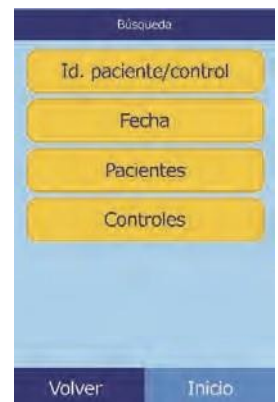 Búsqueda
Id. paciente/control
Fecha
Pacientes
Controles
Volver Inicio